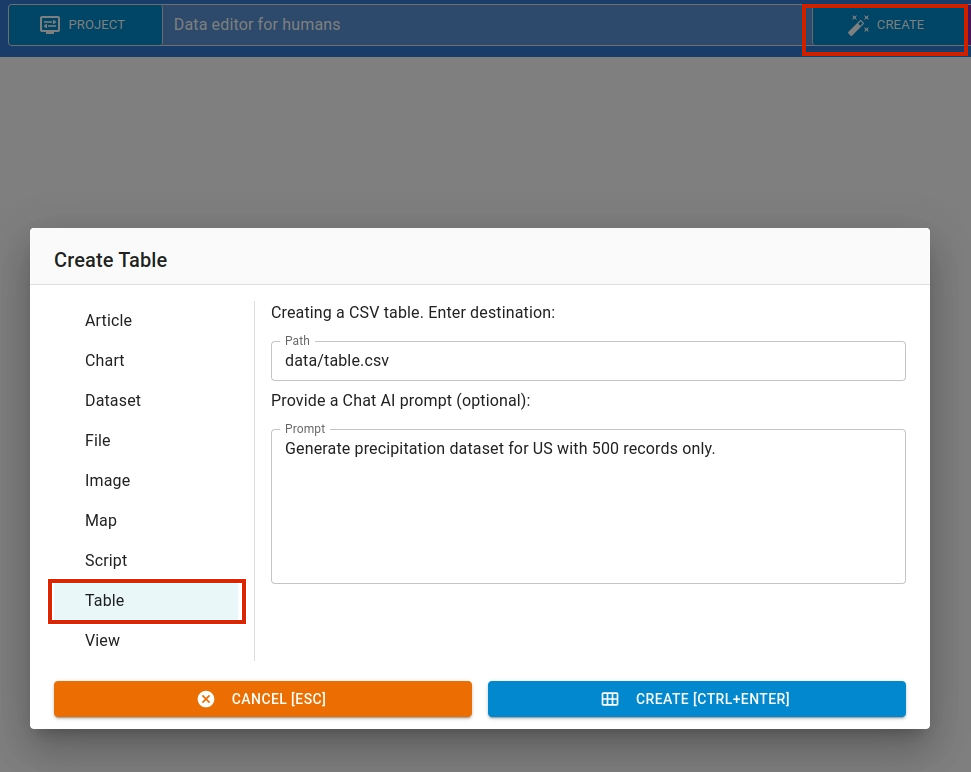 PROJECT
Data editor for humans
CREATE
Create Table
Article
Chart
Dataset
File
Image
Map
Script
Table
View
Creating a CSV table. Enter destination:
Path
data/table.csv
Provide a Chat AI prompt (optional):
Prompt
Generate precipitation dataset for US with 500 records only.
CANCEL [ESC]
CREATE [CTRL+ENTER]